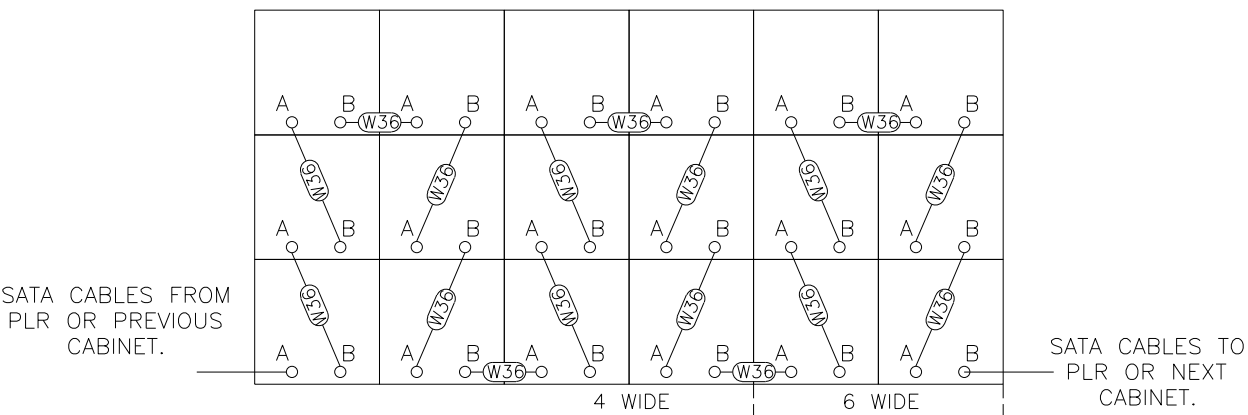 A B A B A B A B A B A B
W36 W36 W36
W36 W36 W36 W36 W36 W36
A B A B A B A B A B A B
W36 W36 W36 W36 W36 W36
SATA CABLES FROM
PLR OR PREVIOUS
CABINET.
A B A B A B A B A B A B
W36 W36
SATA CABLES TO
PLR OR NEXT
CABINET.
4 WIDE 6 WIDE